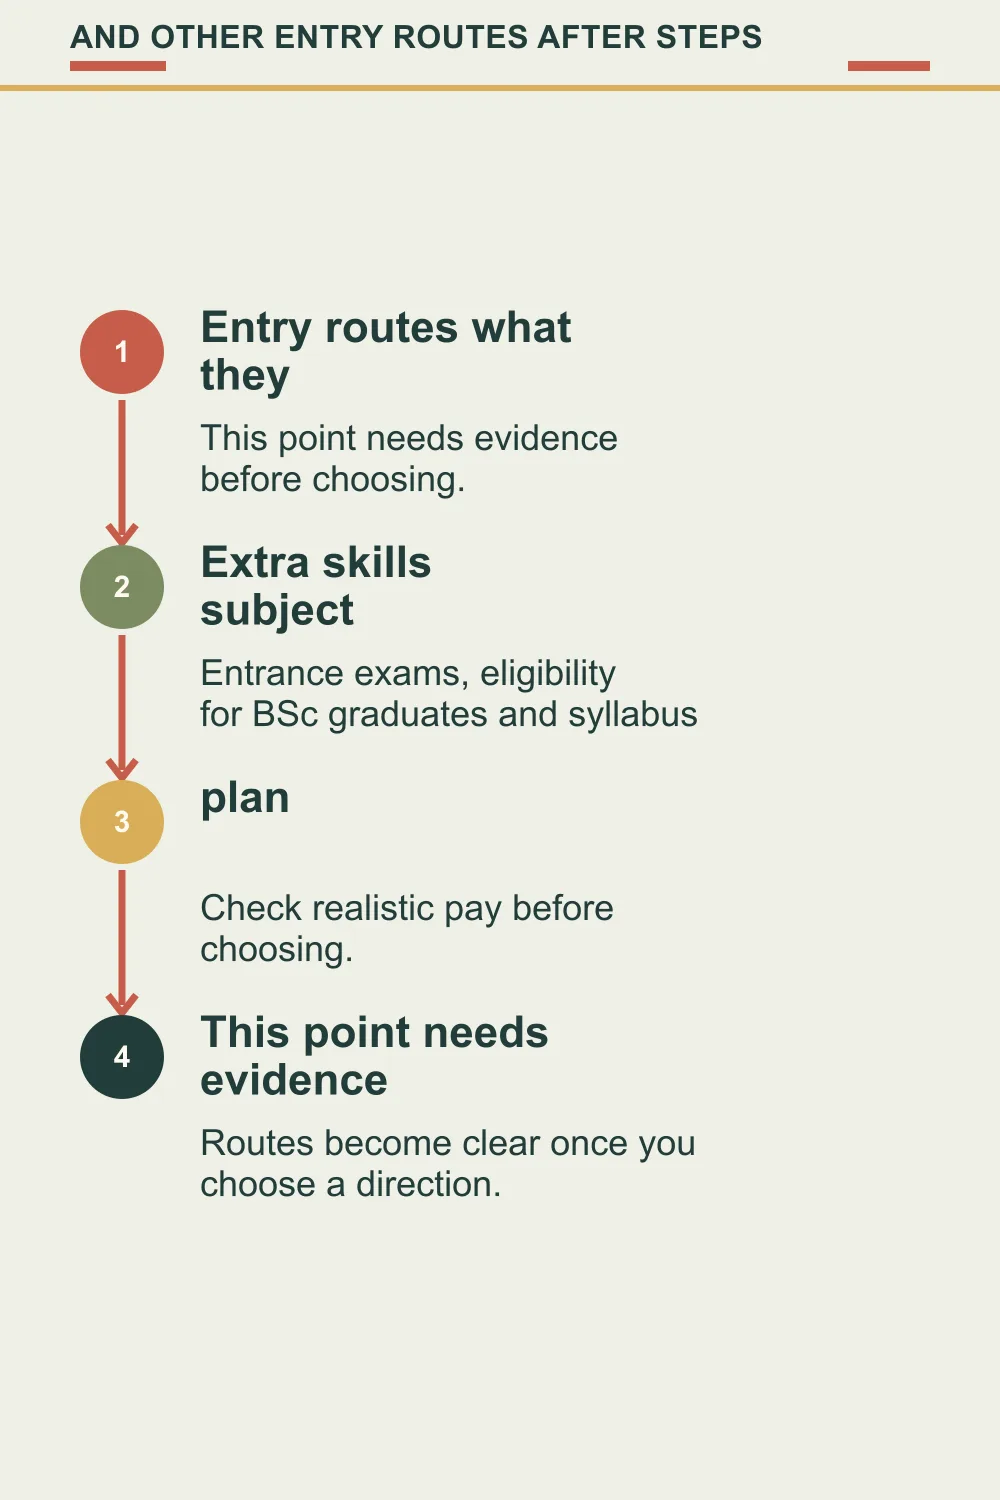 AND OTHER ENTRY ROUTES AFTER STEPS
1
Entry routes what
they
This point needs evidence
before choosing.
2
Extra skills
subject
Entrance exams, eligibility
for BSc graduates and syllabus
3
plan
Check realistic pay before
choosing.
4
This point needs
evidence
Routes become clear once you
choose a direction.